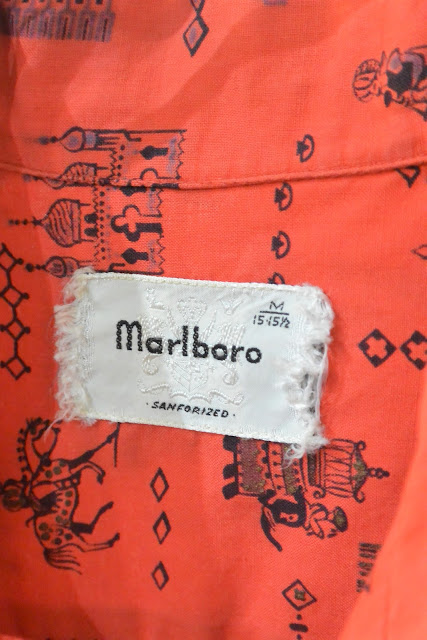 M
15-15½
Marlboro
· SANFORIZED ·